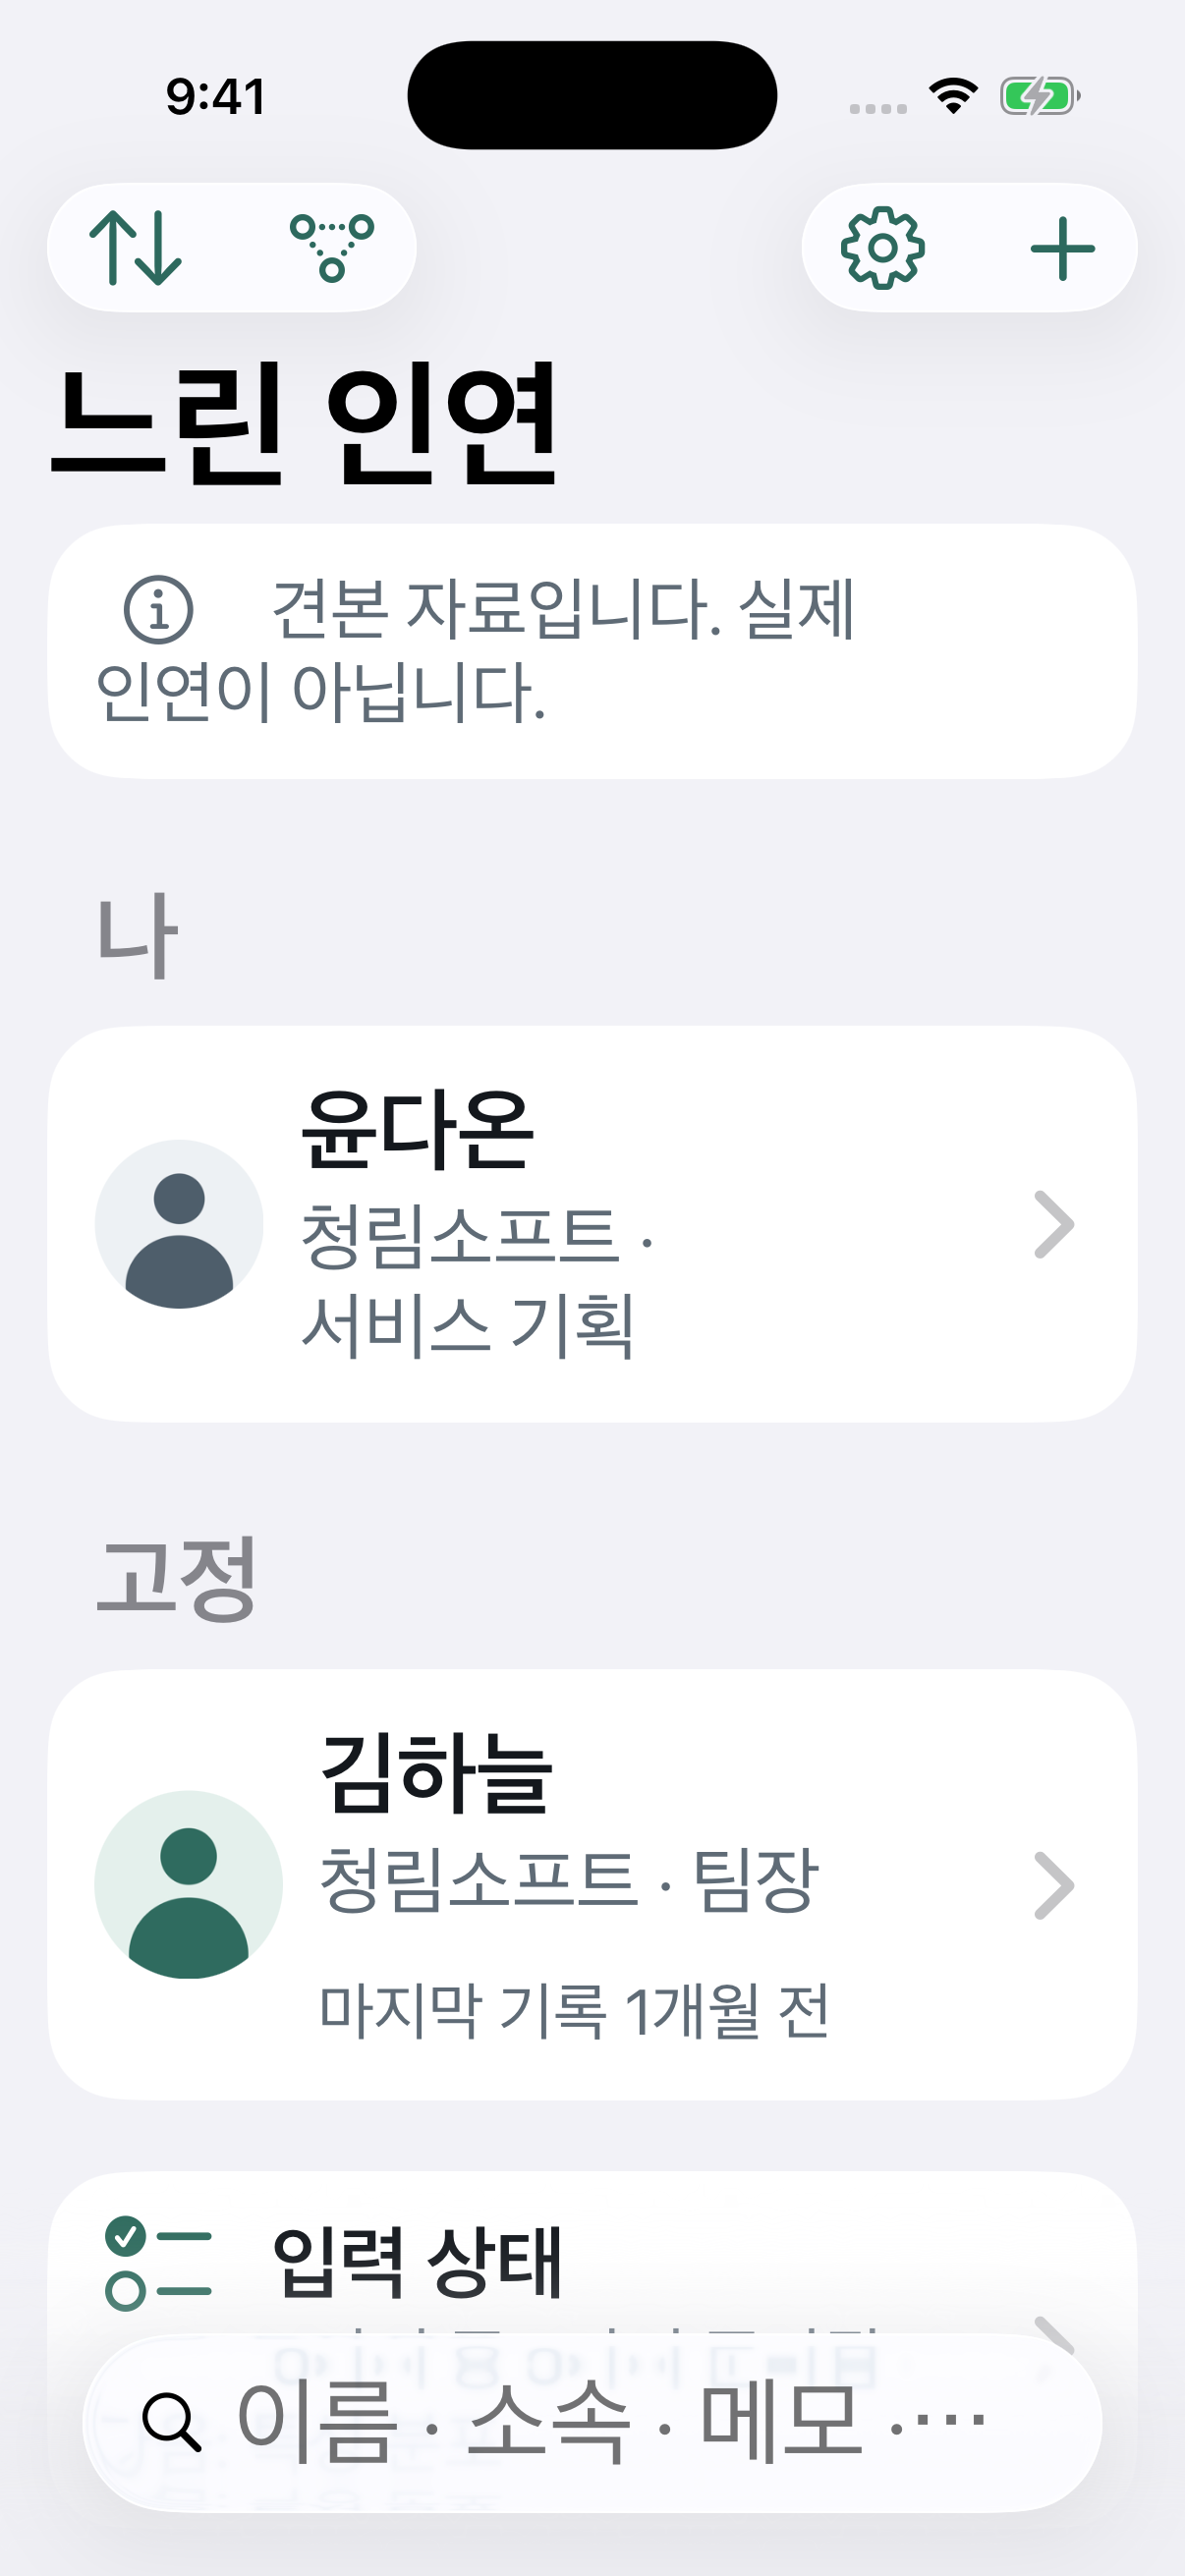 9:41
느린 인연
견본 자료입니다. 실제
인연이 아닙니다.
나
윤다온
청림소프트 ·
서비스 기획
고정
김하늘
청림소프트 · 팀장
마지막 기록 1개월 전
입력 상태
이름 · 소속 · 메모 ·…